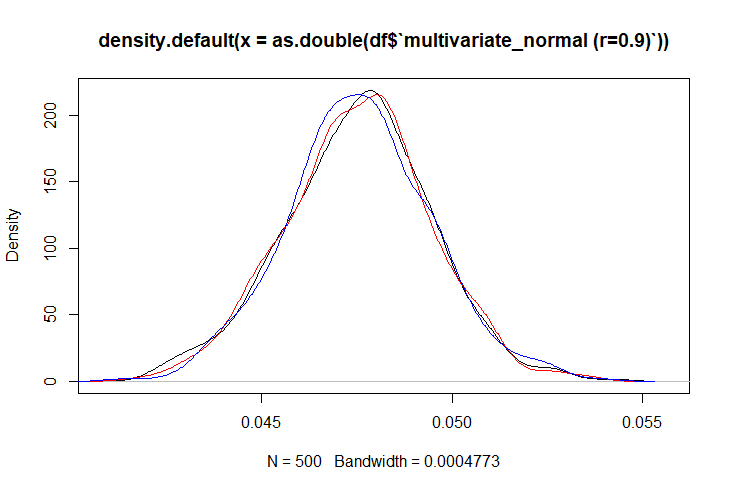 density.default(x = as.double(df$`multivariate_normal (r=0.9)`))
Density
200
150
100
50
0
0.045 0.050 0.055
N = 500 Bandwidth = 0.0004773